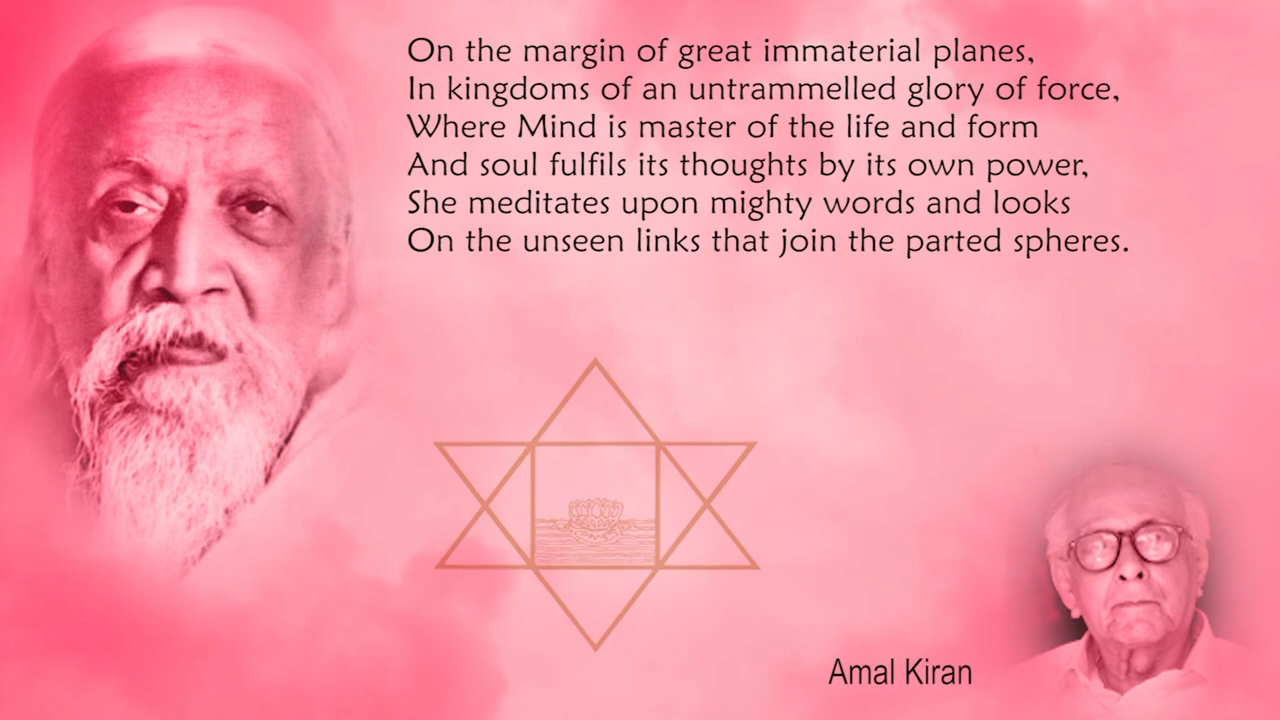 On the margin of great immaterial planes,
In kingdoms of an untrammelled glory of force,
Where Mind is master of the life and form
And soul fulfils its thoughts by its own power,
She meditates upon mighty words and looks
On the unseen links that join the parted spheres.
Amal Kiran